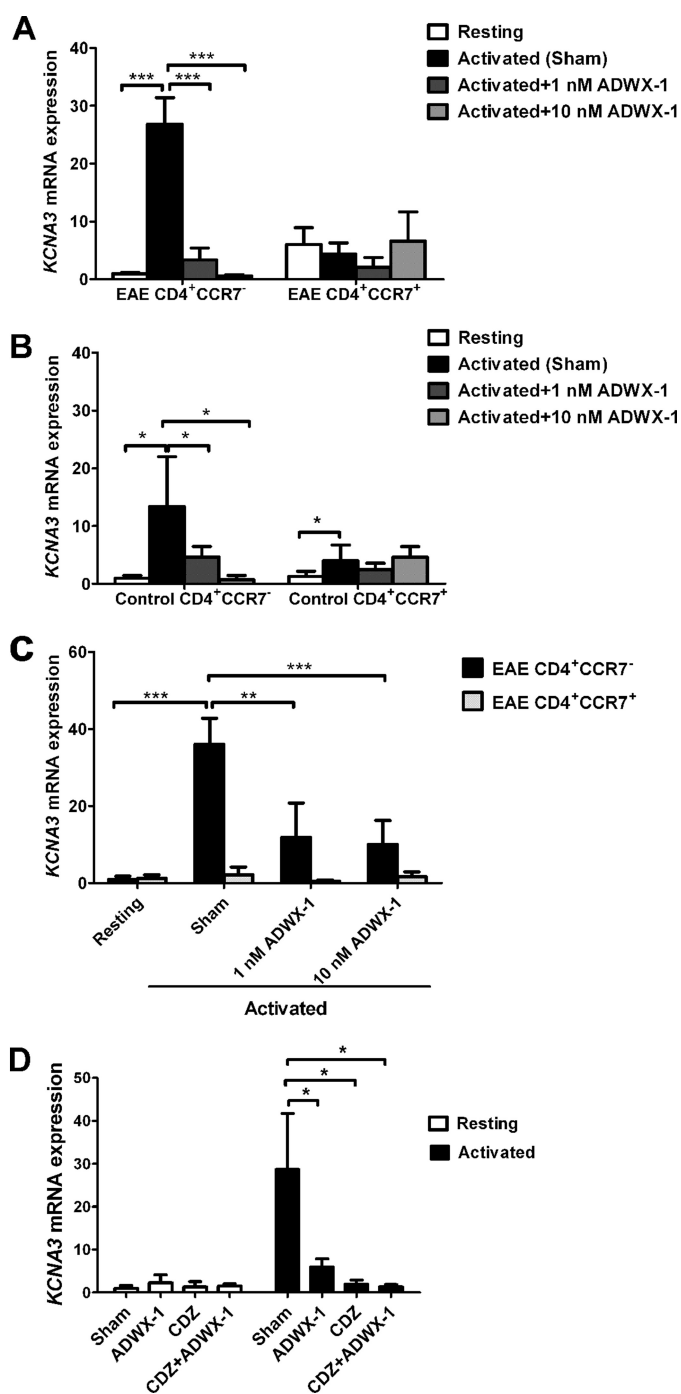 A
Resting
Activated (Sham)
Activated+1 nM ADWX-1
Activated+10 nM ADWX-1
KCNA3 mRNA expression
40
30
20
10
0
*** *** ***
EAE CD4⁺CCR7⁻ EAE CD4⁺CCR7⁺
B
Resting
Activated (Sham)
Activated+1 nM ADWX-1
Activated+10 nM ADWX-1
KCNA3 mRNA expression
40
30
20
10
0
* * * *
Control CD4⁺CCR7⁻ Control CD4⁺CCR7⁺
C
EAE CD4⁺CCR7⁻
EAE CD4⁺CCR7⁺
KCNA3 mRNA expression
60
40
20
0
*** ** ***
Resting Sham 1 nM ADWX-1 10 nM ADWX-1
Activated
D
Resting
Activated
KCNA3 mRNA expression
50
40
30
20
10
0
* * *
Sham ADWX-1 CDZ CDZ+ADWX-1 Sham ADWX-1 CDZ CDZ+ADWX-1